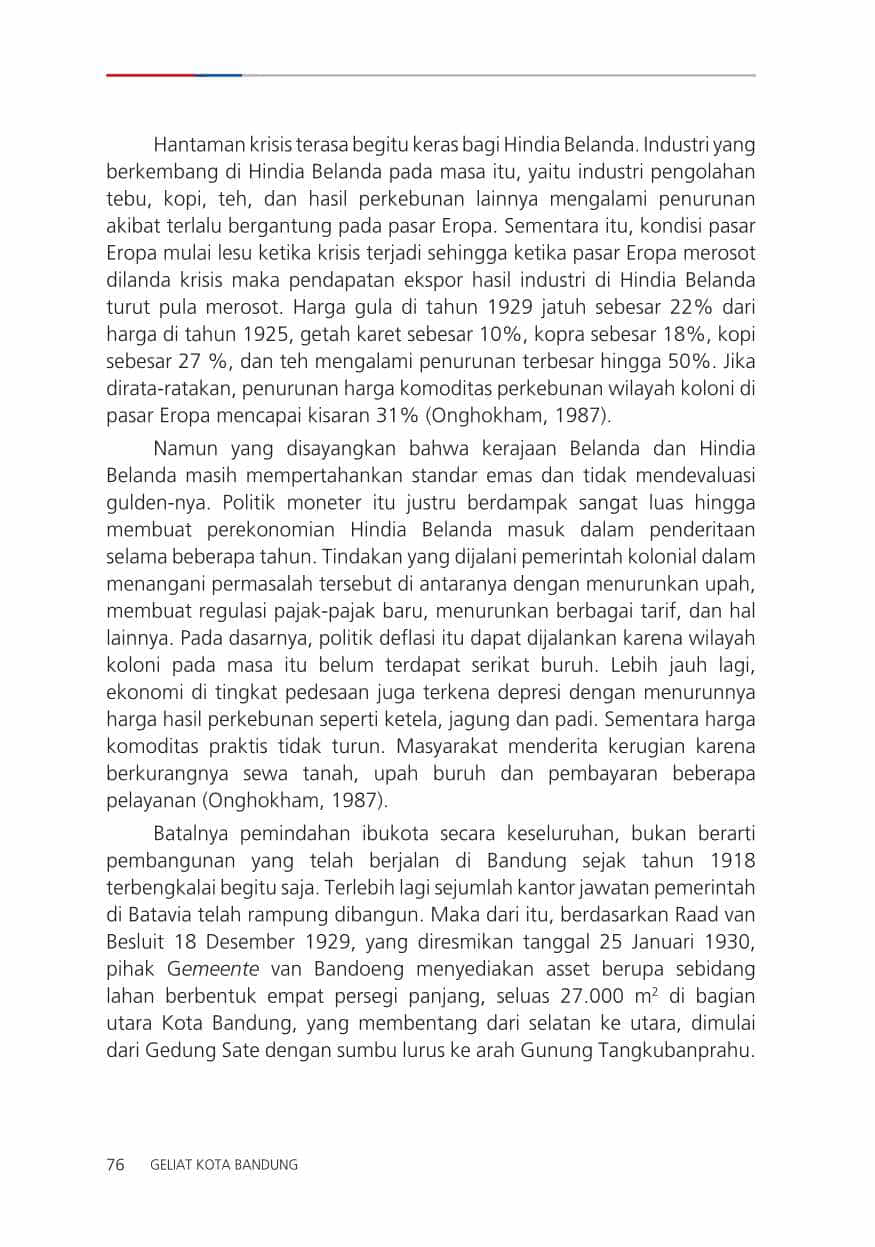 Hantaman krisis terasa begitu keras bagi Hindia Belanda. Industri yang
berkembang di Hindia Belanda pada masa itu, yaitu industri pengolahan
tebu, kopi, teh, dan hasil perkebunan lainnya mengalami penurunan
akibat terlalu bergantung pada pasar Eropa. Sementara itu, kondisi pasar
Eropa mulai lesu ketika krisis terjadi sehingga ketika pasar Eropa merosot
dilanda krisis maka pendapatan ekspor hasil industri di Hindia Belanda
turut pula merosot. Harga gula di tahun 1929 jatuh sebesar 22% dari
harga di tahun 1925, getah karet sebesar 10%, kopra sebesar 18%, kopi
sebesar 27 %, dan teh mengalami penurunan terbesar hingga 50%. Jika
dirata-ratakan, penurunan harga komoditas perkebunan wilayah koloni di
pasar Eropa mencapai kisaran 31% (Onghokham, 1987).
Namun yang disayangkan bahwa kerajaan Belanda dan Hindia
Belanda masih mempertahankan standar emas dan tidak mendevaluasi
gulden-nya. Politik moneter itu justru berdampak sangat luas hingga
membuat perekonomian Hindia Belanda masuk dalam penderitaan
selama beberapa tahun. Tindakan yang dijalani pemerintah kolonial dalam
menangani permasalah tersebut di antaranya dengan menurunkan upah,
membuat regulasi pajak-pajak baru, menurunkan berbagai tarif, dan hal
lainnya. Pada dasarnya, politik deflasi itu dapat dijalankan karena wilayah
koloni pada masa itu belum terdapat serikat buruh. Lebih jauh lagi,
ekonomi di tingkat pedesaan juga terkena depresi dengan menurunnya
harga hasil perkebunan seperti ketela, jagung dan padi. Sementara harga
komoditas praktis tidak turun. Masyarakat menderita kerugian karena
berkurangnya sewa tanah, upah buruh dan pembayaran beberapa
pelayanan (Onghokham, 1987).
Batalnya pemindahan ibukota secara keseluruhan, bukan berarti
pembangunan yang telah berjalan di Bandung sejak tahun 1918
terbengkalai begitu saja. Terlebih lagi sejumlah kantor jawatan pemerintah
di Batavia telah rampung dibangun. Maka dari itu, berdasarkan Raad van
Besluit 18 Desember 1929, yang diresmikan tanggal 25 Januari 1930,
pihak Gemeente van Bandoeng menyediakan asset berupa sebidang
lahan berbentuk empat persegi panjang, seluas 27.000 m² di bagian
utara Kota Bandung, yang membentang dari selatan ke utara, dimulai
dari Gedung Sate dengan sumbu lurus ke arah Gunung Tangkubanprahu.
76 GELIAT KOTA BANDUNG